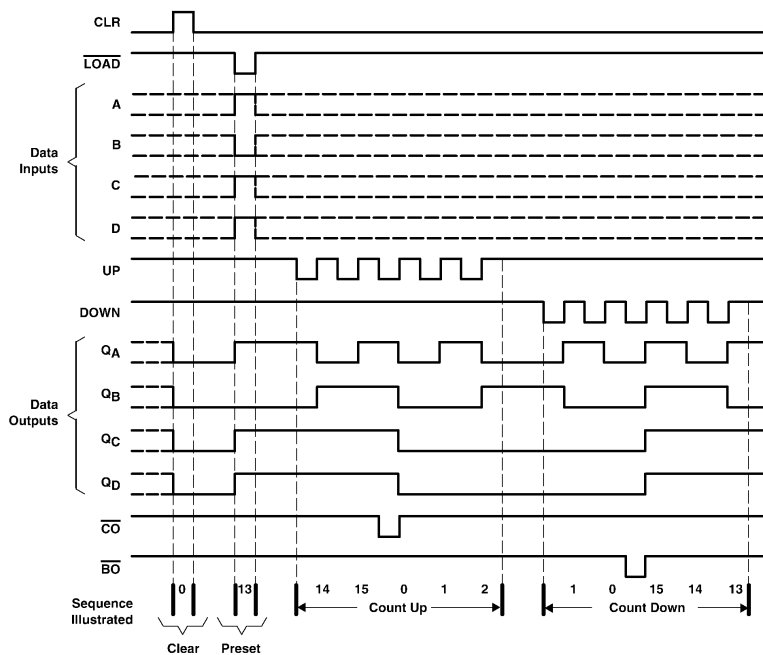 CLR
LOAD
A
B
C
D
Data
Inputs
UP
DOWN
QA
QB
QC
QD
Data
Outputs
CO
BO
0 13 14 15 0 1 2 1 0 15 14 13
Sequence
Illustrated
Count Up Count Down
Clear Preset